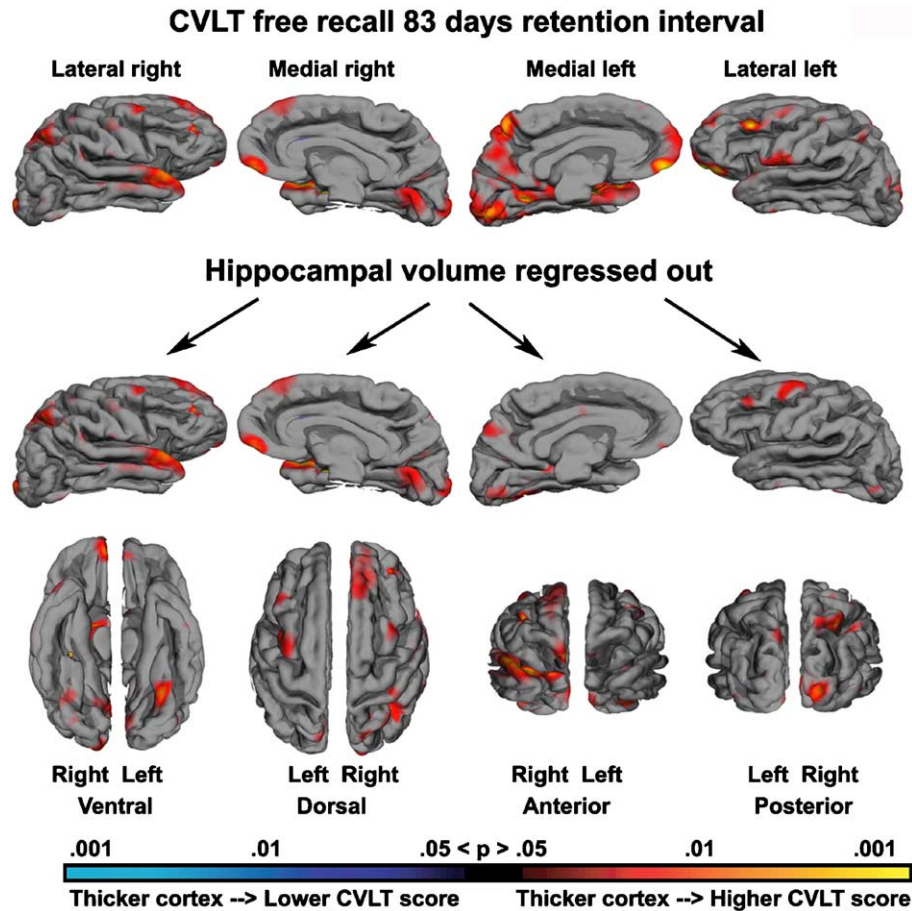 CVLT free recall 83 days retention interval
Lateral right Medial right Medial left Lateral left
Hippocampal volume regressed out
Right Left Left Right Right Left Left Right
Ventral Dorsal Anterior Posterior
.001 .01 .05 < p > .05 .01 .001
Thicker cortex --> Lower CVLT score Thicker cortex --> Higher CVLT score